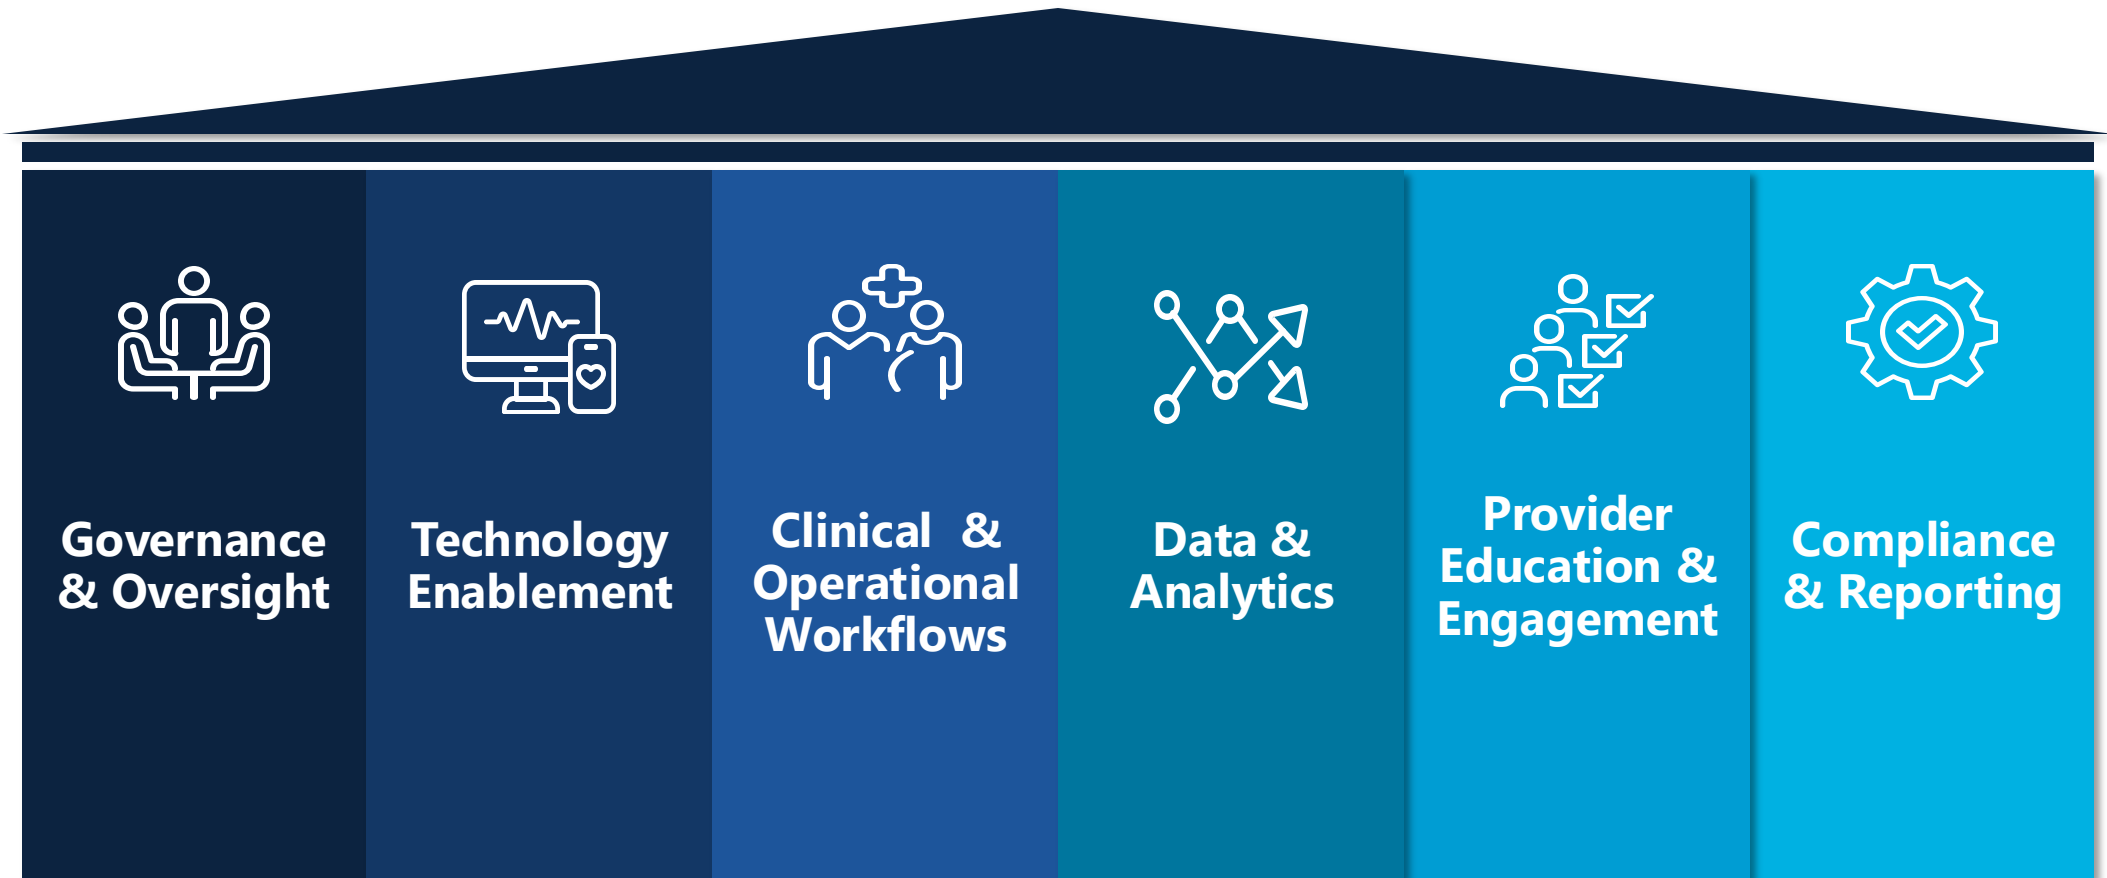 Governance
& Oversight
Technology
Enablement
Clinical  &
Operational
Workflows
Data &
Analytics
Provider
Education &
Engagement
Compliance
& Reporting